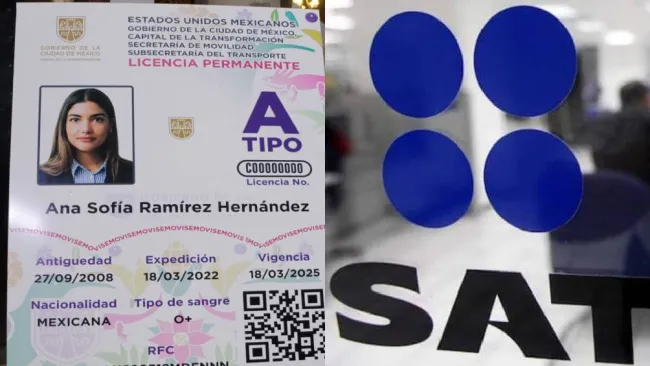 GOBIERNO DE LA
CIUDAD DE MÉXICO
ESTADOS UNIDOS MEXICANOS
GOBIERNO DE LA CIUDAD DE MÉXICO
CAPITAL DE LA TRANSFORMACIÓN
SECRETARÍA DE MOVILIDAD
SUBSECRETARÍA DEL TRANSPORTE
LICENCIA PERMANENTE
A
TIPO
C00000000
Licencia No.
Ana Sofía Ramírez Hernández
SEMOVISEMOVISEMOVISEMOVISEMOVISEMOVISEMOVI
Antiguedad Expedición Vigencia
27/09/2008 18/03/2022 18/03/2025
Nacionalidad Tipo de sangre
MEXICANA O+
RFC
SAT